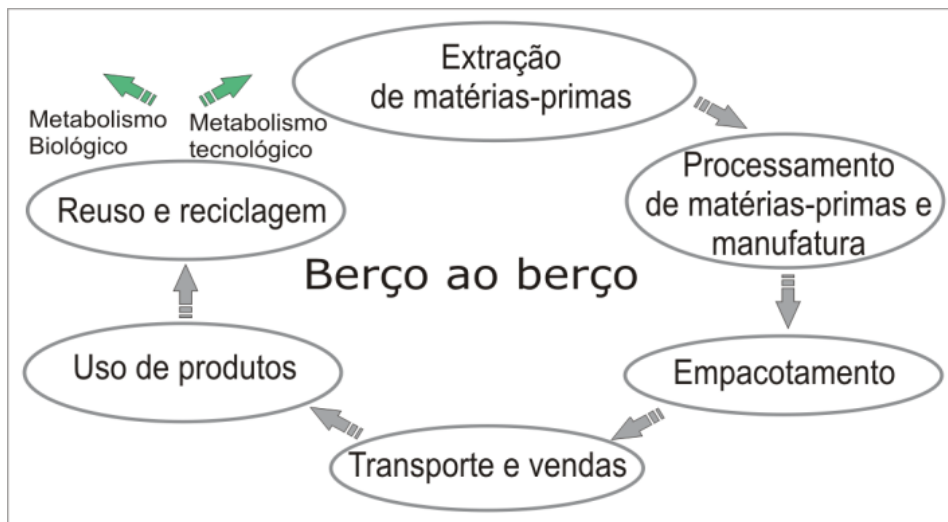 Extração
de matérias-primas
Metabolismo
Biológico
Metabolismo
tecnológico
Processamento
de matérias-primas e
manufatura
Reuso e reciclagem
Berço ao berço
Uso de produtos
Empacotamento
Transporte e vendas